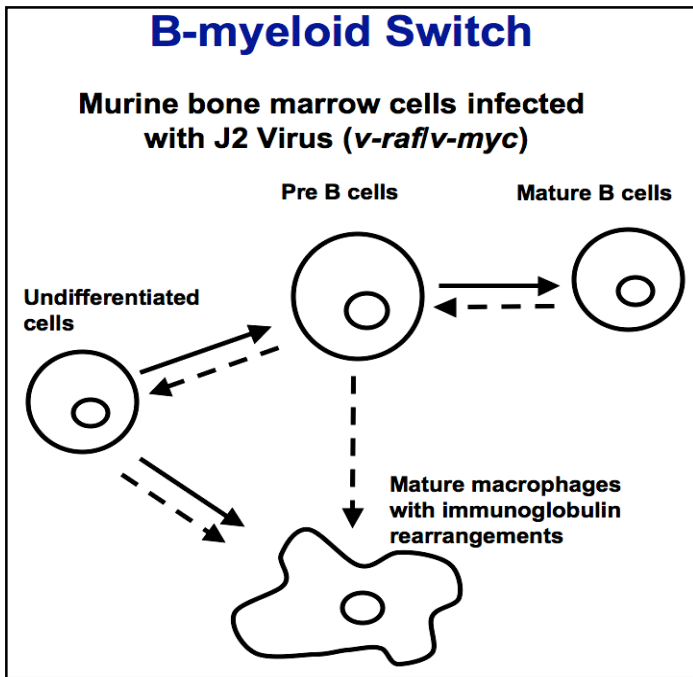 B-myeloid Switch
Murine bone marrow cells infected
with J2 Virus (v-raf/v-myc)
Pre B cells
Mature B cells
Undifferentiated
cells
Mature macrophages
with immunoglobulin
rearrangements